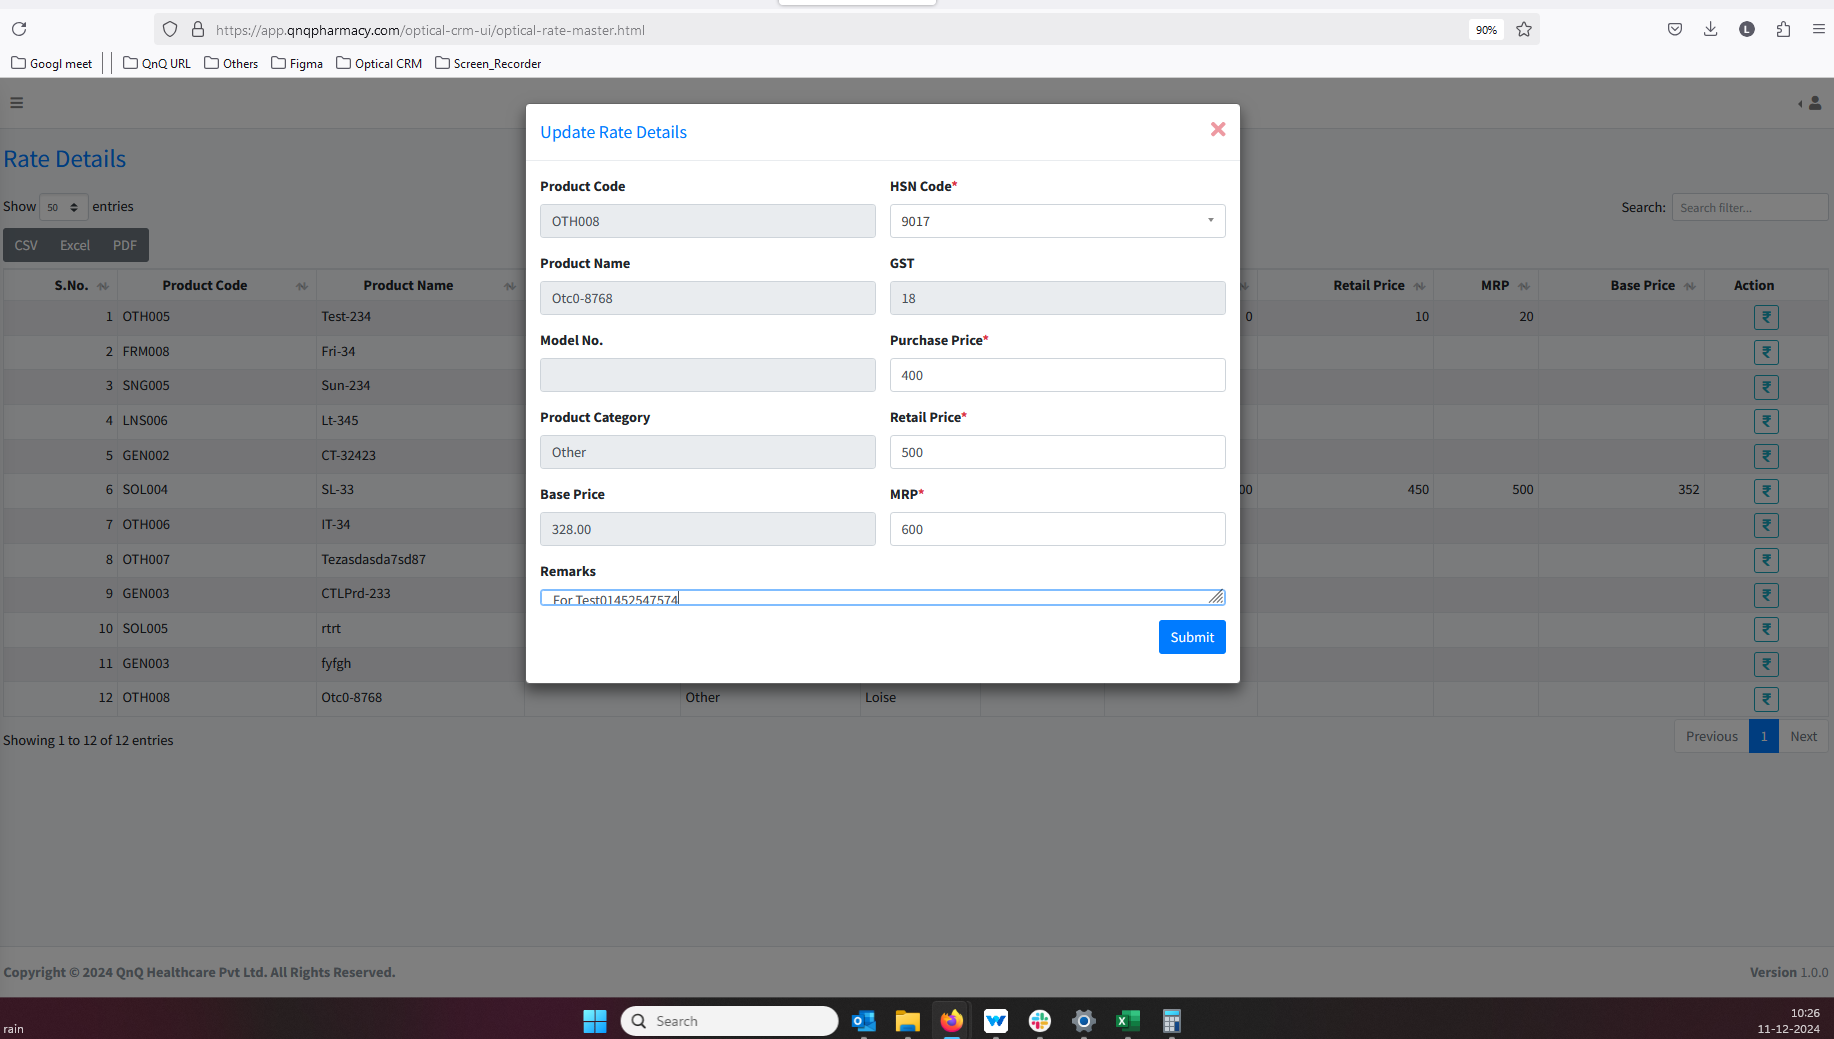 https://app.qnqpharmacy.com/optical-crm-ui/optical-rate-master.html
90%
L
Googl meet
QnQ URL
Others
Figma
Optical CRM
Screen_Recorder
Update Rate Details
Rate Details
Show 50 entries
Search: Search filter...
CSV Excel PDF
Product Code
OTH008
HSN Code*
9017
Product Name
Otc0-8768
GST
18
Model No.
Purchase Price*
400
Product Category
Other
Retail Price*
500
Base Price
328.00
MRP*
600
Remarks
For Test01452547574
Submit
S.No. Product Code Product Name Retail Price MRP Base Price Action
1 OTH005 Test-234 0 10 20 ₹
2 FRM008 Fri-34 ₹
3 SNG005 Sun-234 ₹
4 LNS006 Lt-345 ₹
5 GEN002 CT-32423 ₹
6 SOL004 SL-33 00 450 500 352 ₹
7 OTH006 IT-34 ₹
8 OTH007 Tezasdasda7sd87 ₹
9 GEN003 CTLPrd-233 ₹
10 SOL005 rtrt ₹
11 GEN003 fyfgh ₹
12 OTH008 Otc0-8768 Other Loise ₹
Showing 1 to 12 of 12 entries
Previous 1 Next
Copyright © 2024 QnQ Healthcare Pvt Ltd. All Rights Reserved.
Version 1.0.0
rain
Search
10:26
11-12-2024